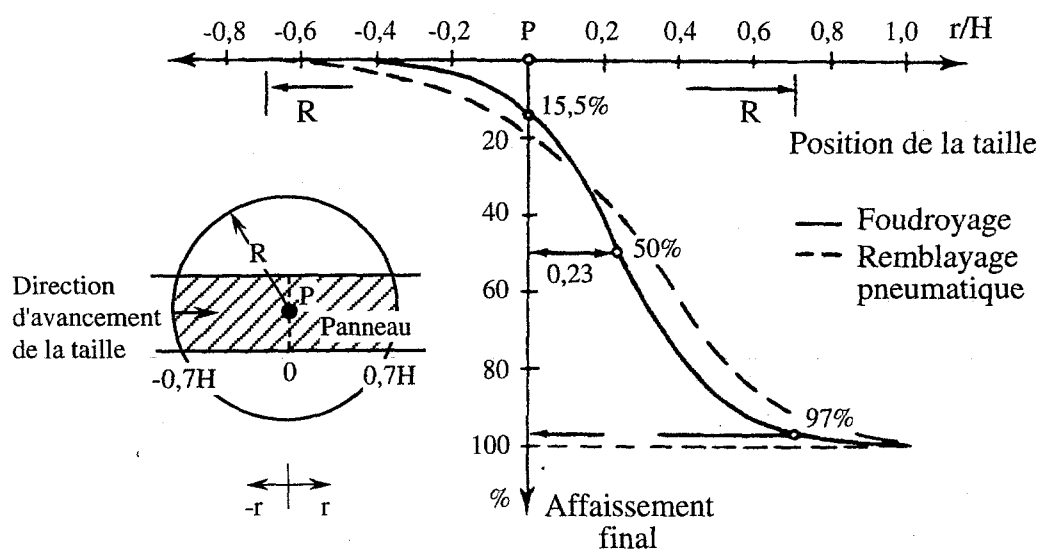 -0,8 -0,6 -0,4 -0,2 P 0,2 0,4 0,6 0,8 1,0 r/H
R R
15,5%
20
Position de la taille
40
Foudroyage
50%
0,23
Remblayage
pneumatique
60
R
Direction
d'avancement
de la taille
P
Panneau
-0,7H 0 0,7H
80
97%
100
-r r
% Affaissement
final